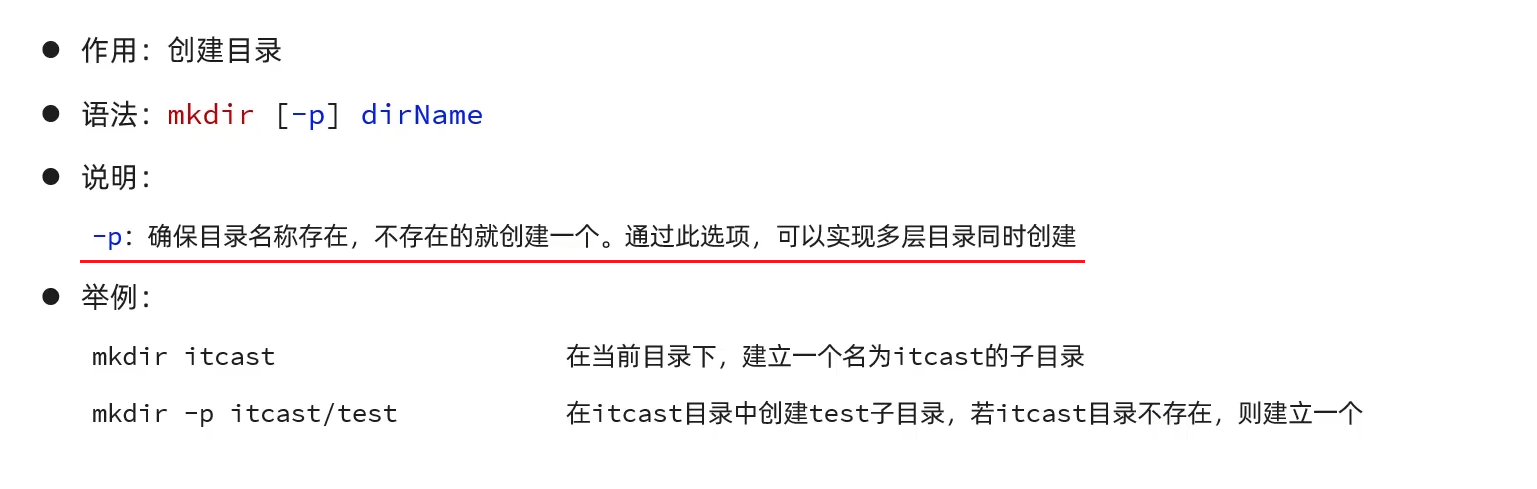 ● 作用：创建目录
● 语法：mkdir [-p] dirName
● 说明：
-p：确保目录名称存在，不存在的就创建一个。通过此选项，可以实现多层目录同时创建
● 举例：
mkdir itcast 在当前目录下，建立一个名为itcast的子目录
mkdir -p itcast/test 在itcast目录中创建test子目录，若itcast目录不存在，则建立一个